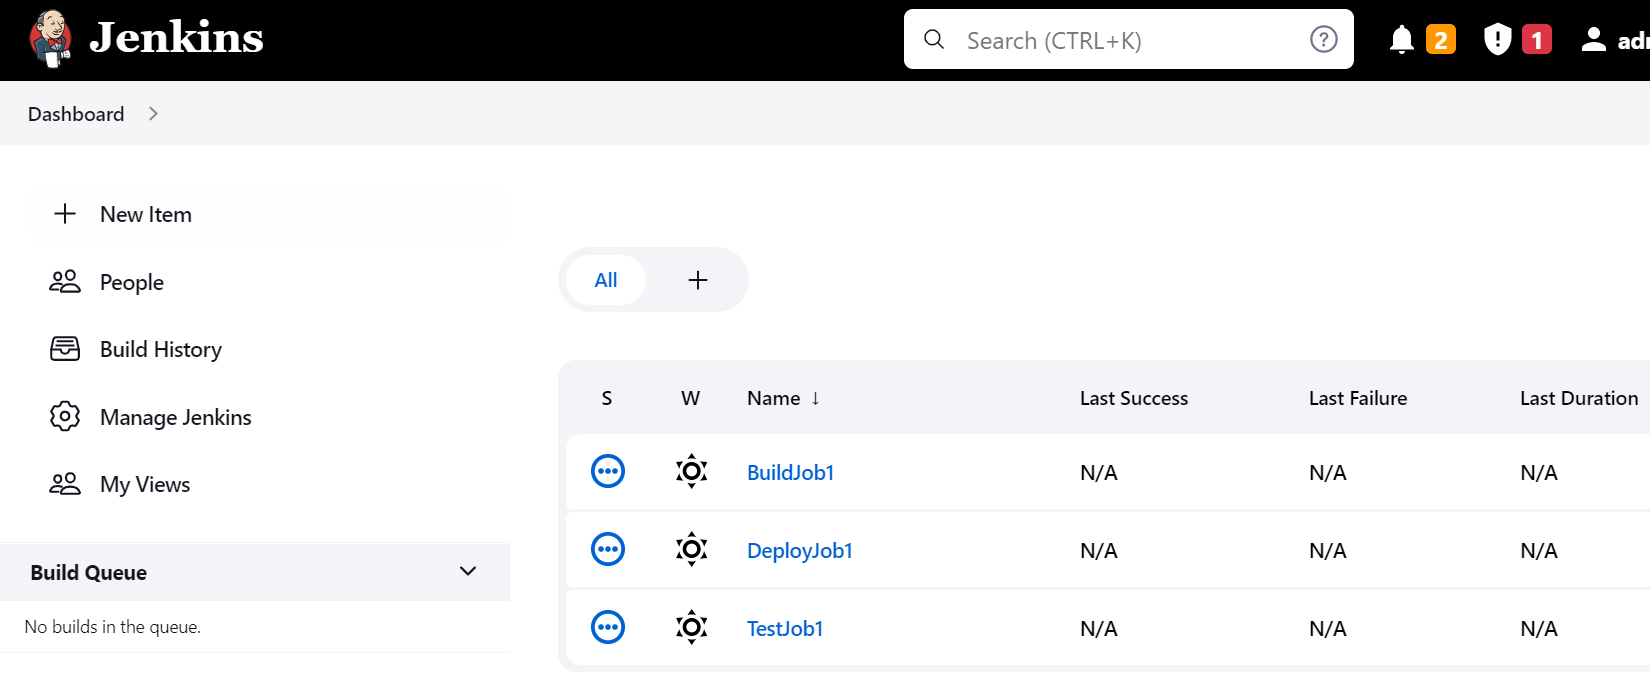 Jenkins
Search (CTRL+K)
2
1
Dashboard
New Item
People
Build History
Manage Jenkins
My Views
Build Queue
No builds in the queue.
All
S W Name ↓ Last Success Last Failure Last Duration
BuildJob1 N/A N/A N/A
DeployJob1 N/A N/A N/A
TestJob1 N/A N/A N/A